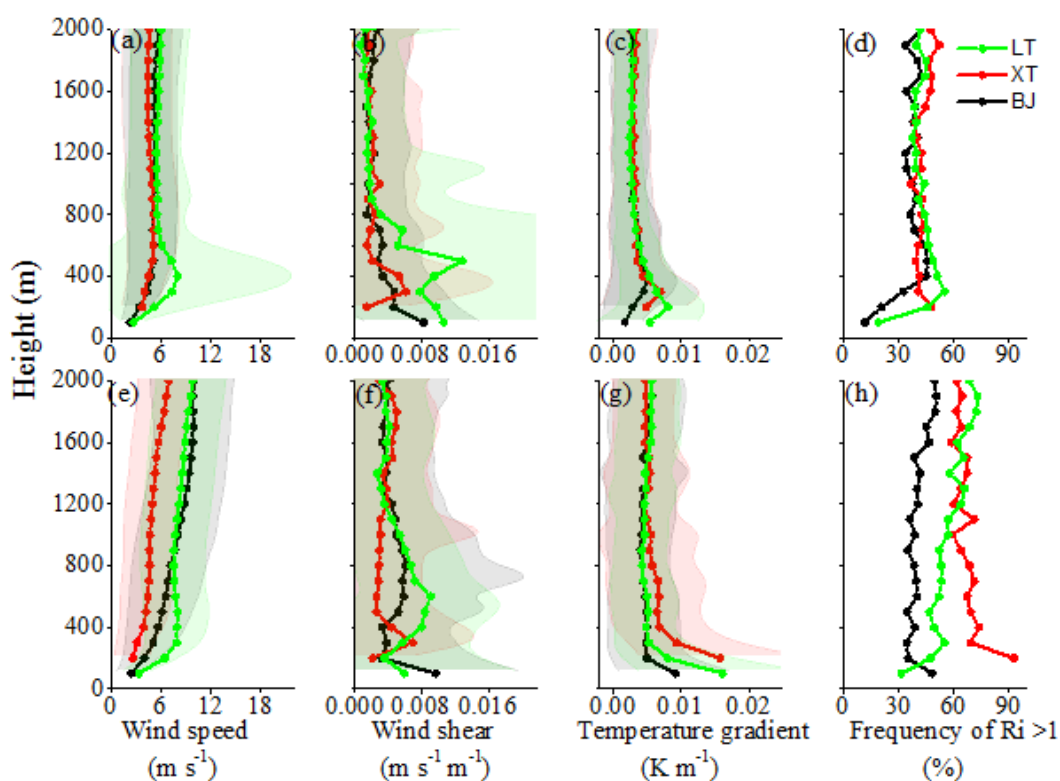 2000 (a) (b) (c) (d) LT
XT
1600 BJ
1200
800
400
0
0 6 12 18 0.000 0.008 0.016 0.00 0.01 0.02 0 30 60 90
Height (m)
2000 (e) (f) (g) (h)
1600
1200
800
400
0
0 6 12 18 0.000 0.008 0.016 0.00 0.01 0.02 0 30 60 90
Wind speed Wind shear Temperature gradient Frequency of Ri >1
(m s⁻¹) (m s⁻¹ m⁻¹) (K m⁻¹) (%)